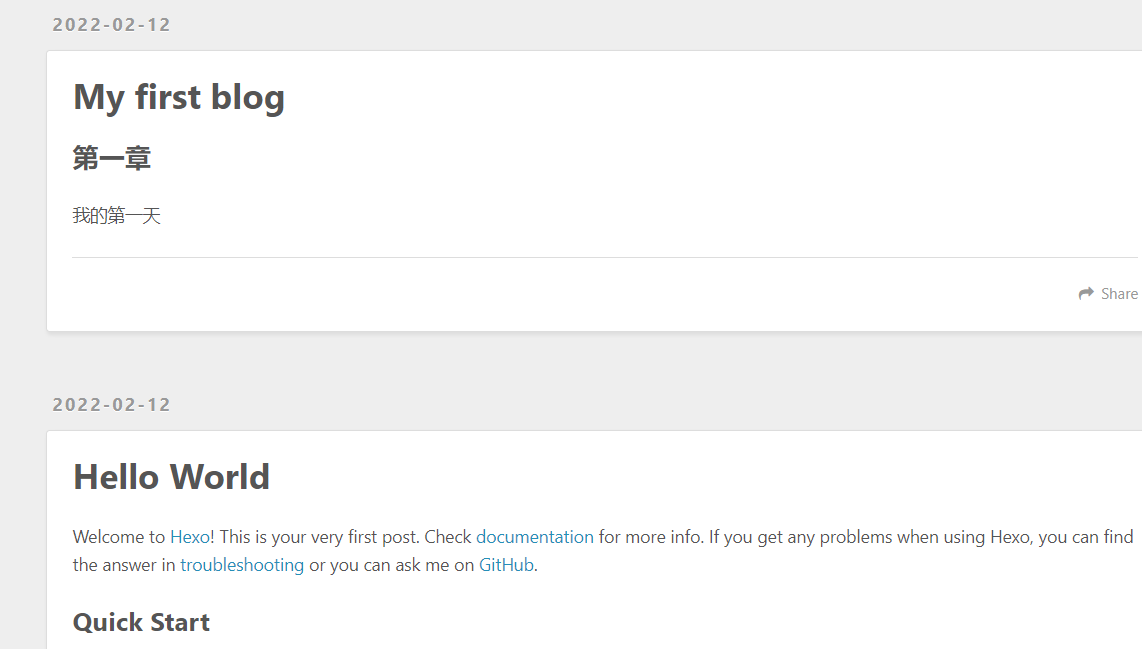 2022-02-12
My first blog
第一章
我的第一天
Share
2022-02-12
Hello World
Welcome to Hexo! This is your very first post. Check documentation for more info. If you get any problems when using Hexo, you can find
the answer in troubleshooting or you can ask me on GitHub.
Quick Start